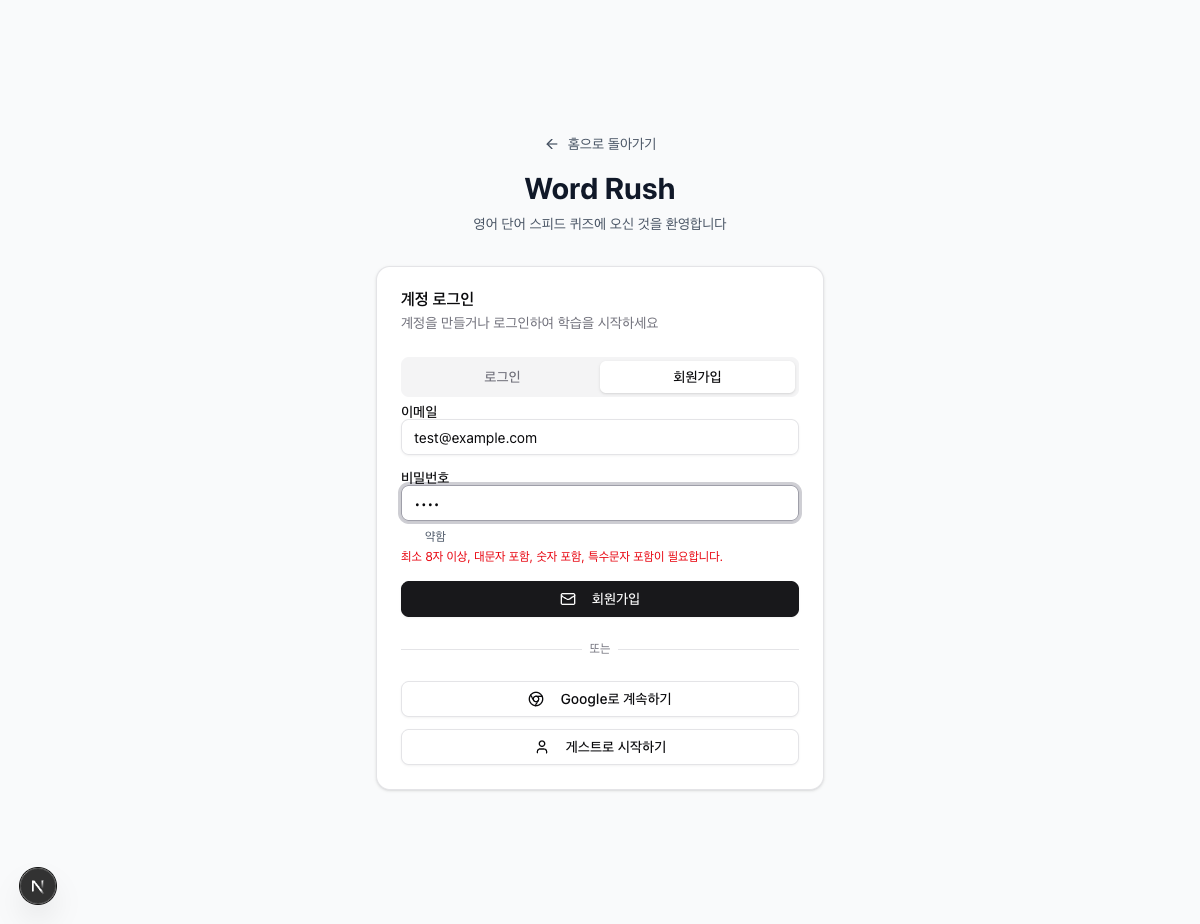 홈으로 돌아가기
Word Rush
영어 단어 스피드 퀴즈에 오신 것을 환영합니다
계정 로그인
계정을 만들거나 로그인하여 학습을 시작하세요
로그인 회원가입
이메일
test@example.com
비밀번호
••••
약함
최소 8자 이상, 대문자 포함, 숫자 포함, 특수문자 포함이 필요합니다.
회원가입
또는
Google로 계속하기
게스트로 시작하기
N